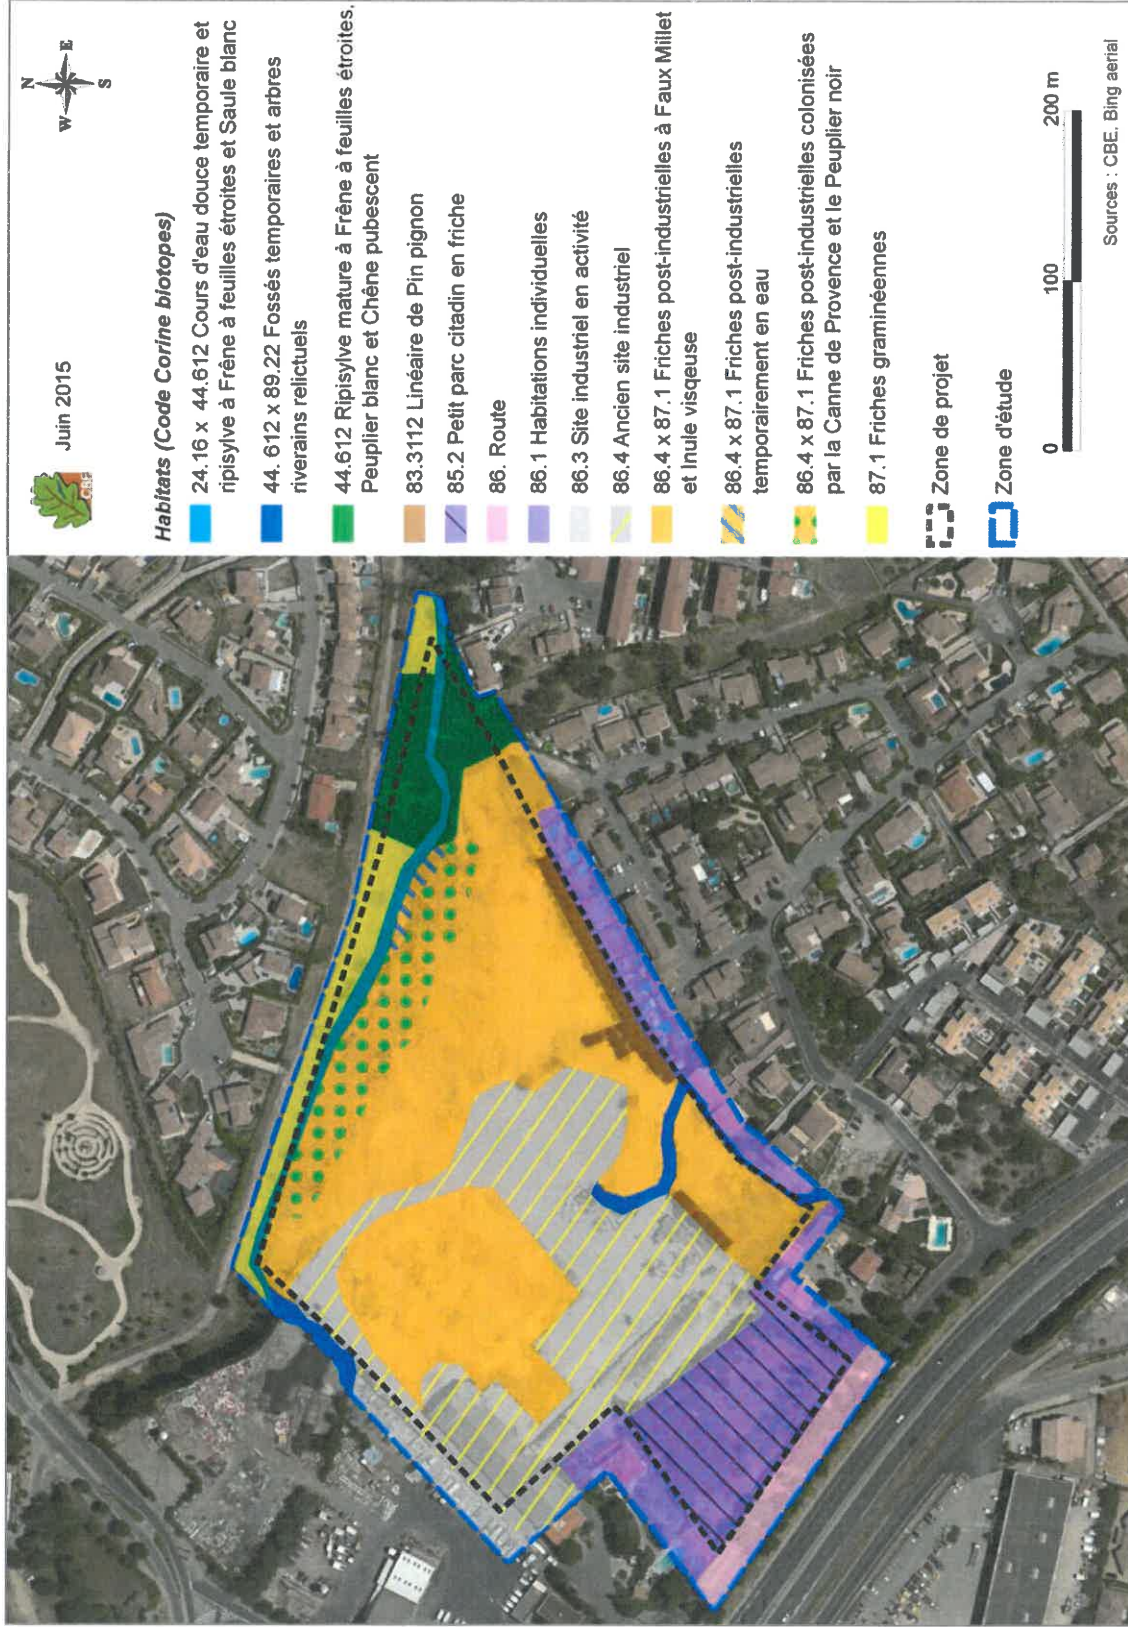 Juin 2015
N
W
E
S
CBE
Habitats (Code Corine biotopes)
24.16 x 44.612 Cours d'eau douce temporaire et
ripisylve à Frêne à feuilles étroites et Saule blanc
44. 612 x 89.22 Fossés temporaires et arbres
riverains relictuels
44.612 Ripisylve mature à Frêne à feuilles étroites,
Peuplier blanc et Chêne pubescent
83.3112 Linéaire de Pin pignon
85.2 Petit parc citadin en friche
86. Route
86.1 Habitations individuelles
86.3 Site industriel en activité
86.4 Ancien site industriel
86.4 x 87.1 Friches post-industrielles à Faux Millet
et Inule visqeuse
86.4 x 87.1 Friches post-industrielles
temporairement en eau
86.4 x 87.1 Friches post-industrielles colonisées
par la Canne de Provence et le Peuplier noir
87.1 Friches graminéennes
Zone de projet
Zone d'étude
0 100 200 m
Sources : CBE, Bing aerial